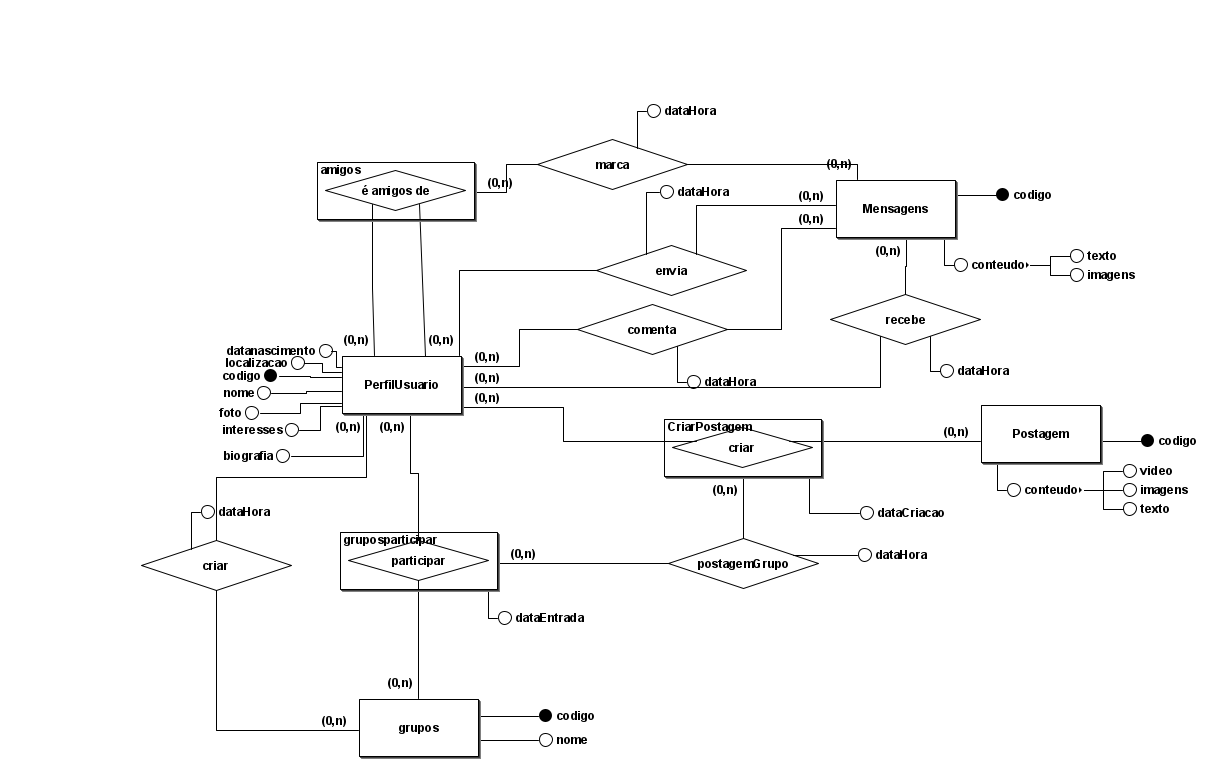 dataHora
marca
(0,n)
amigos
é amigos de
(0,n)
dataHora
(0,n)
Mensagens
codigo
(0,n)
(0,n)
conteudo
texto
imagens
envia
recebe
comenta
(0,n)
(0,n)
datanascimento
localizacao
codigo
nome
foto
interesses
biografia
PerfilUsuario
(0,n)
(0,n)
(0,n)
dataHora
dataHora
(0,n)
(0,n)
CriarPostagem
criar
(0,n)
Postagem
codigo
conteudo
video
imagens
texto
(0,n)
dataCriacao
dataHora
criar
gruposparticipar
participar
(0,n)
postagemGrupo
dataHora
dataEntrada
(0,n)
(0,n)
grupos
codigo
nome